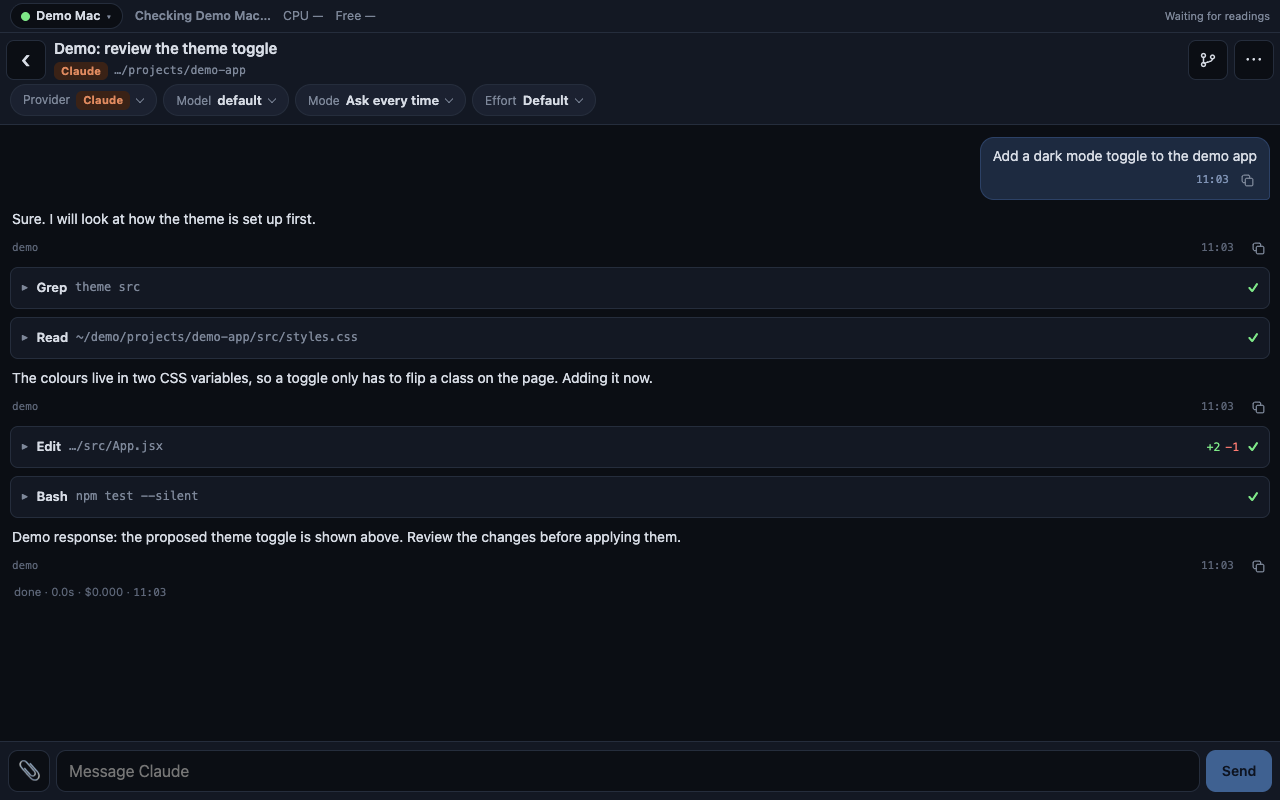 Demo Mac Checking Demo Mac... CPU — Free — Waiting for readings
Demo: review the theme toggle
Claude …/projects/demo-app
Provider Claude Model default Mode Ask every time Effort Default
Add a dark mode toggle to the demo app
11:03
Sure. I will look at how the theme is set up first.
demo 11:03
Grep theme src
Read ~/demo/projects/demo-app/src/styles.css
The colours live in two CSS variables, so a toggle only has to flip a class on the page. Adding it now.
demo 11:03
Edit …/src/App.jsx +2 −1
Bash npm test --silent
Demo response: the proposed theme toggle is shown above. Review the changes before applying them.
demo 11:03
done · 0.0s · $0.000 · 11:03
Message Claude Send